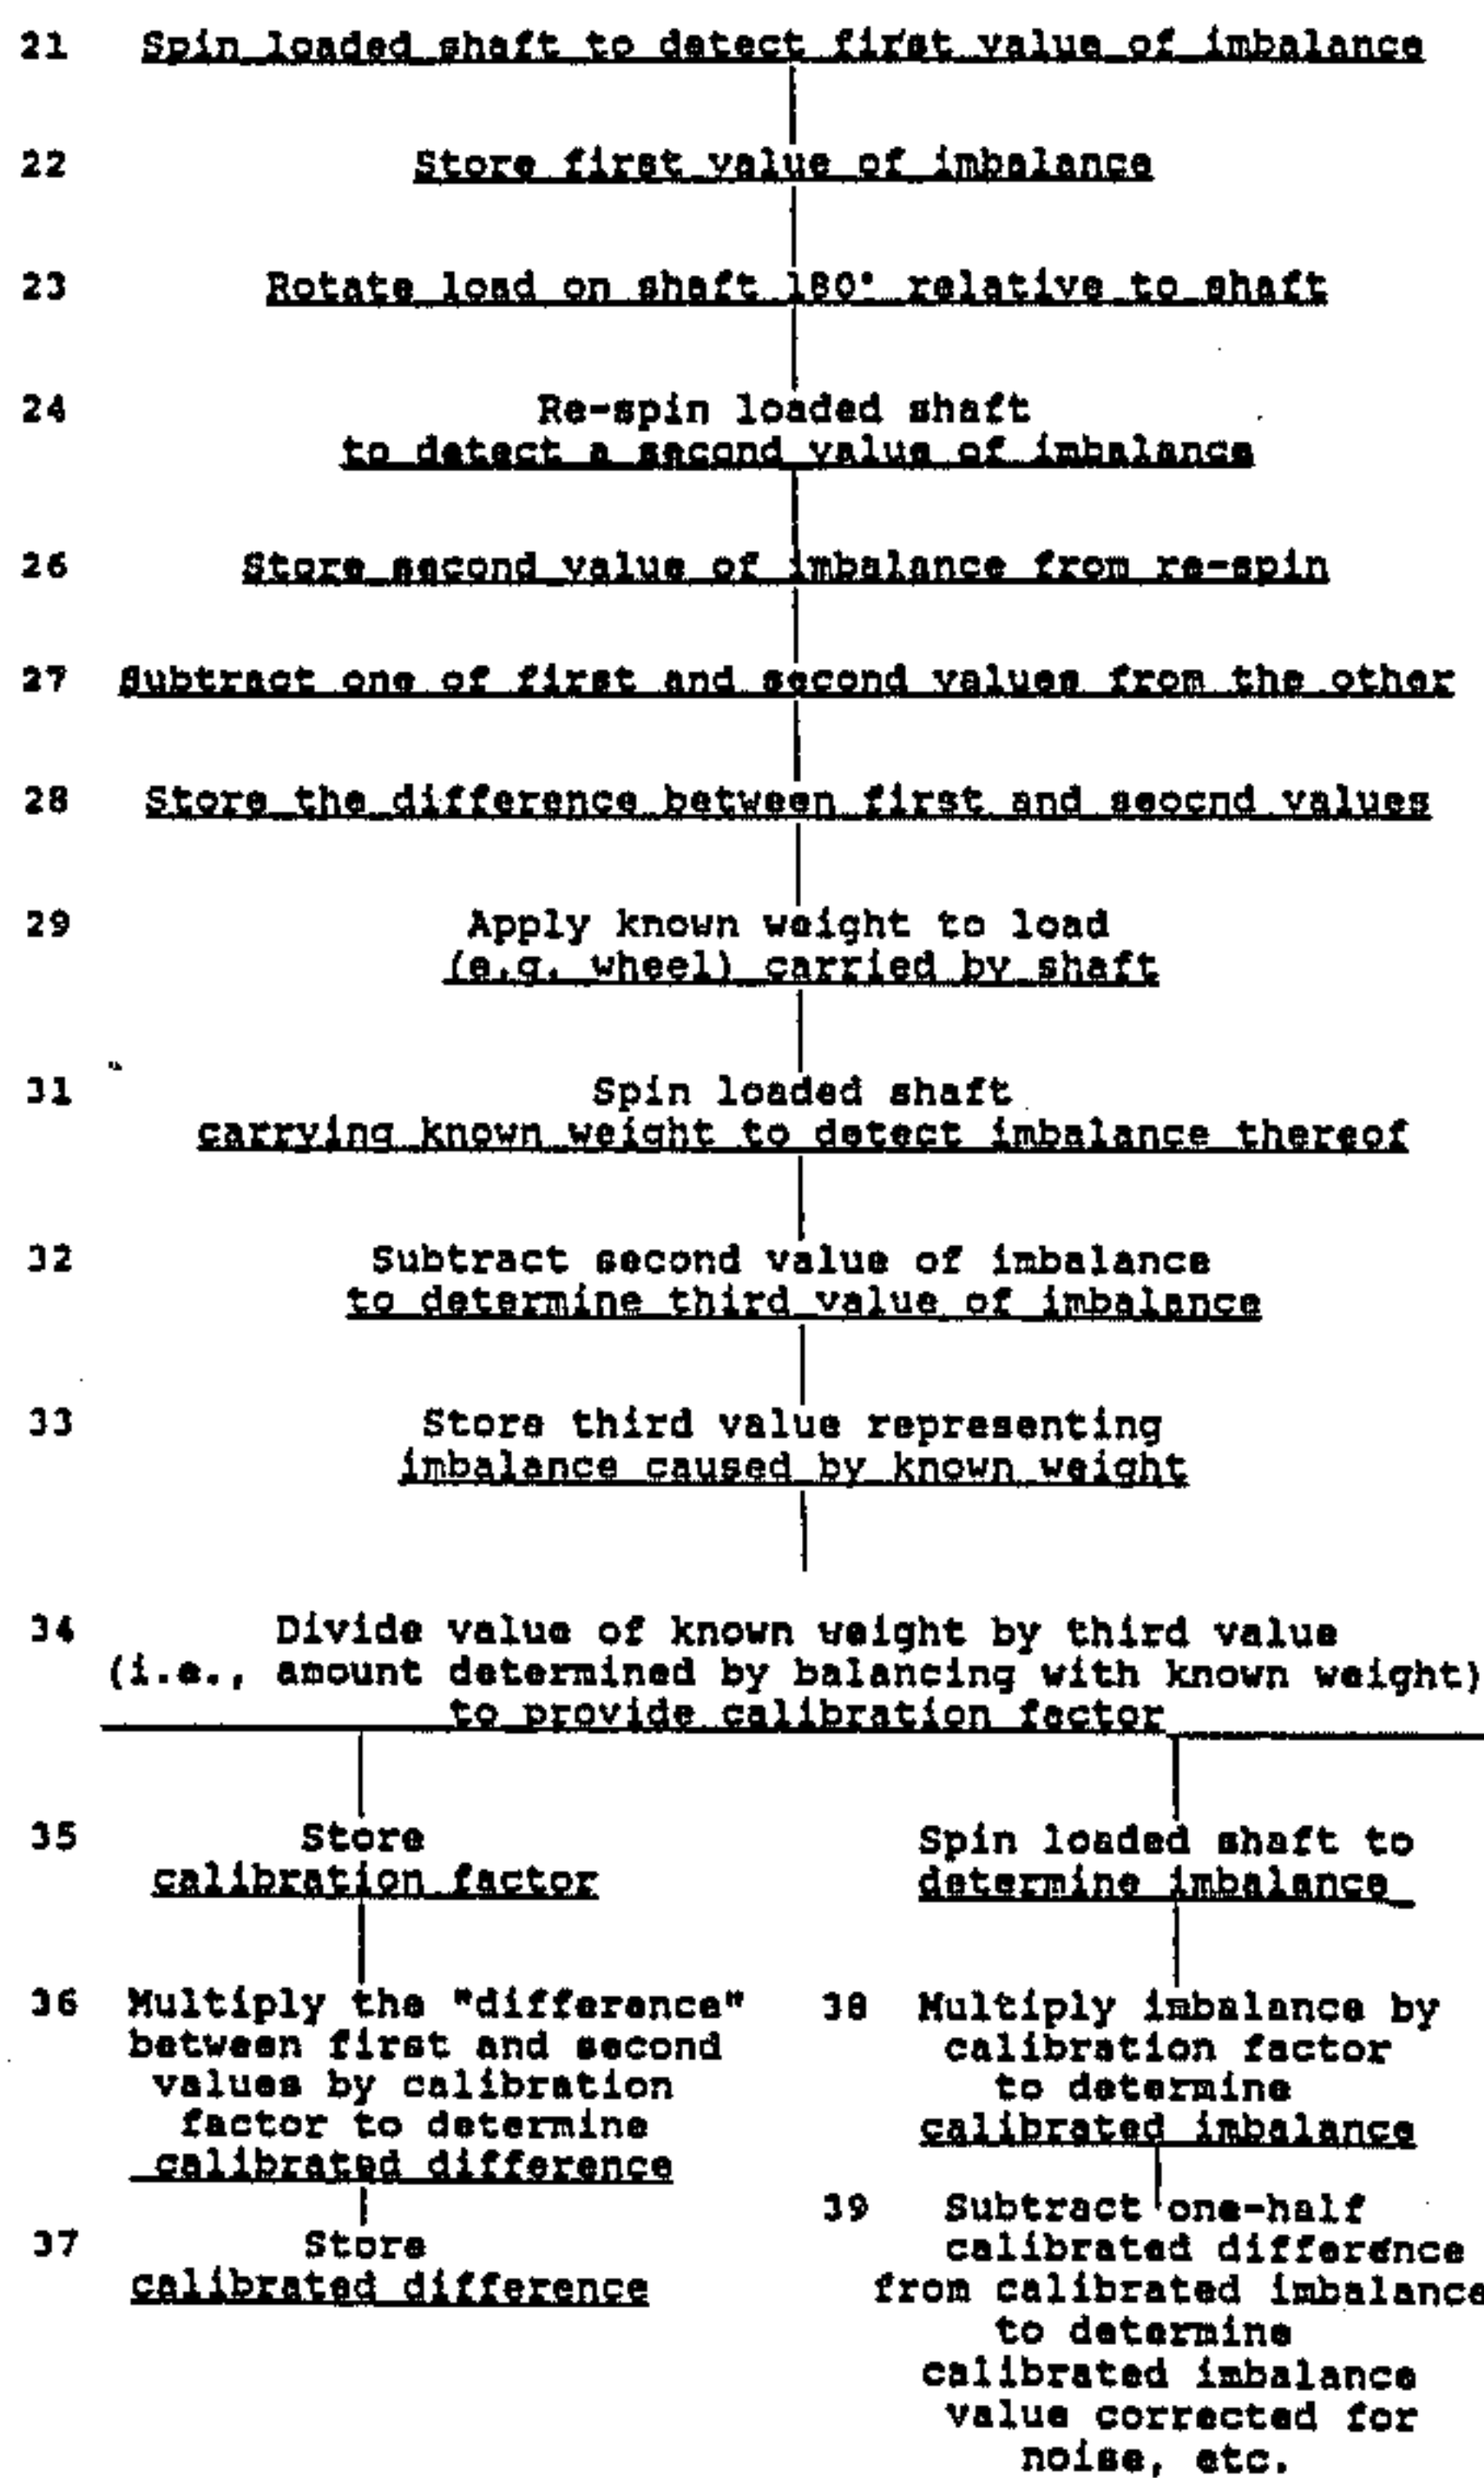 21 Spin loaded shaft to detect first value of imbalance
22 Store first value of imbalance
23 Rotate load on shaft 180° relative to shaft
24 Re-spin loaded shaft
to detect a second value of imbalance
26 Store second value of imbalance from re-spin
27 Subtract one of first and second values from the other
28 Store the difference between first and seocnd values
29 Apply known weight to load
(e.g. wheel) carried by shaft
31 Spin loaded shaft
carrying known weight to detect imbalance thereof
32 Subtract second value of imbalance
to determine third value of imbalance
33 Store third value representing
imbalance caused by known weight
34 Divide value of known weight by third value
(i.e., amount determined by balancing with known weight)
to provide calibration factor
35 Store
calibration factor
36 Multiply the "difference"
between first and second
values by calibration
factor to determine
calibrated difference
37 Store
calibrated difference
Spin loaded shaft to
determine imbalance
38 Multiply imbalance by
calibration factor
to determine
calibrated imbalance
39 Subtract one-half
calibrated difference
from calibrated imbalance
to determine
calibrated imbalance
value corrected for
noise, etc.